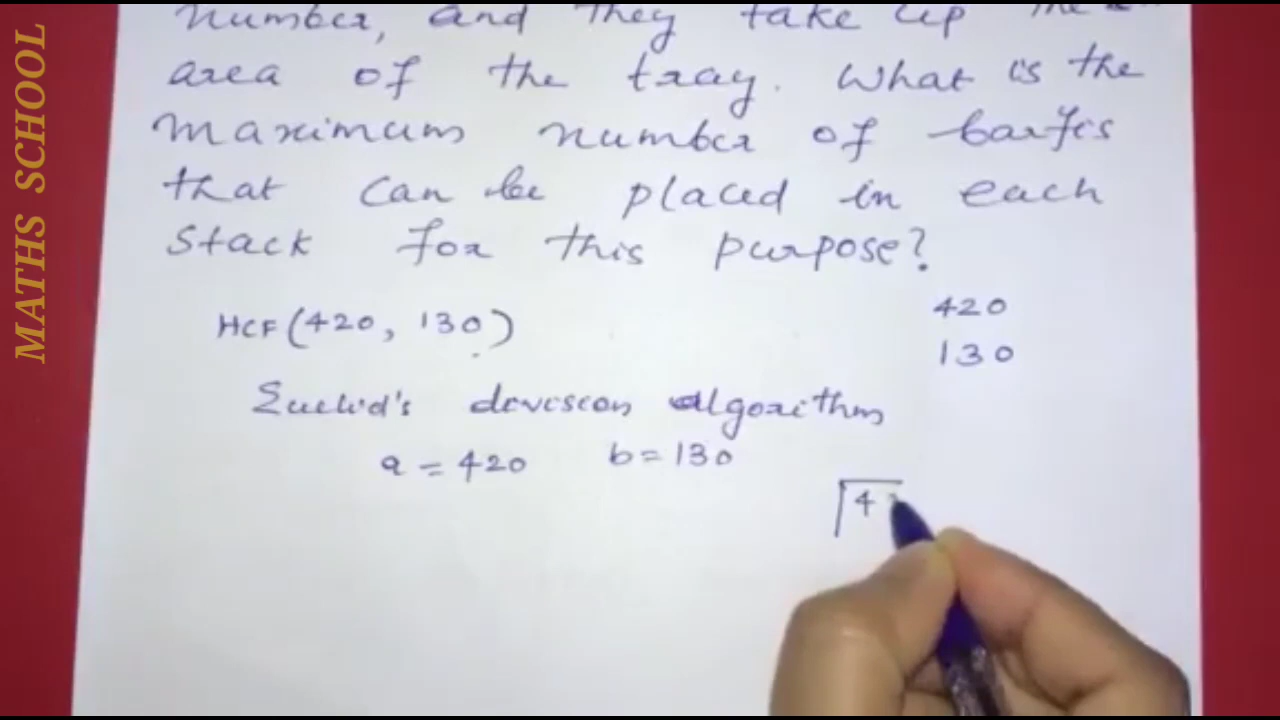 MATHS SCHOOL
number, and they take up the
area of the tray. What is the
maximum number of barfis
that can be placed in each
stack for this purpose?
HCF (420, 130)
420
130
Euclid's division algorithm
a = 420 b = 130
4